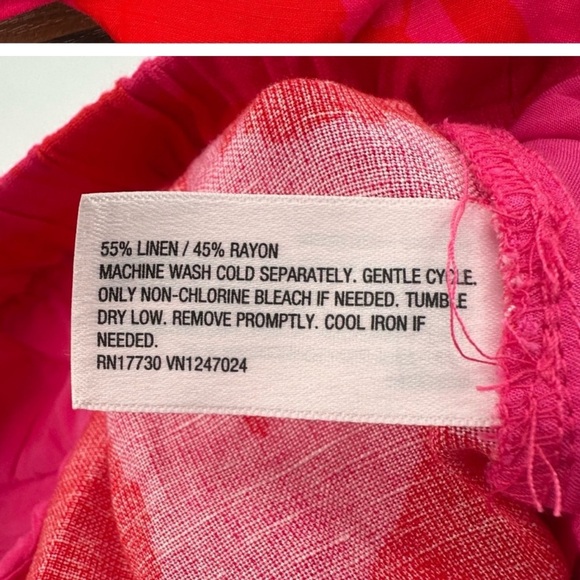 55% LINEN / 45% RAYON
MACHINE WASH COLD SEPARATELY. GENTLE CYCLE.
ONLY NON-CHLORINE BLEACH IF NEEDED. TUMBLE
DRY LOW. REMOVE PROMPTLY. COOL IRON IF
NEEDED.
RN17730 VN1247024